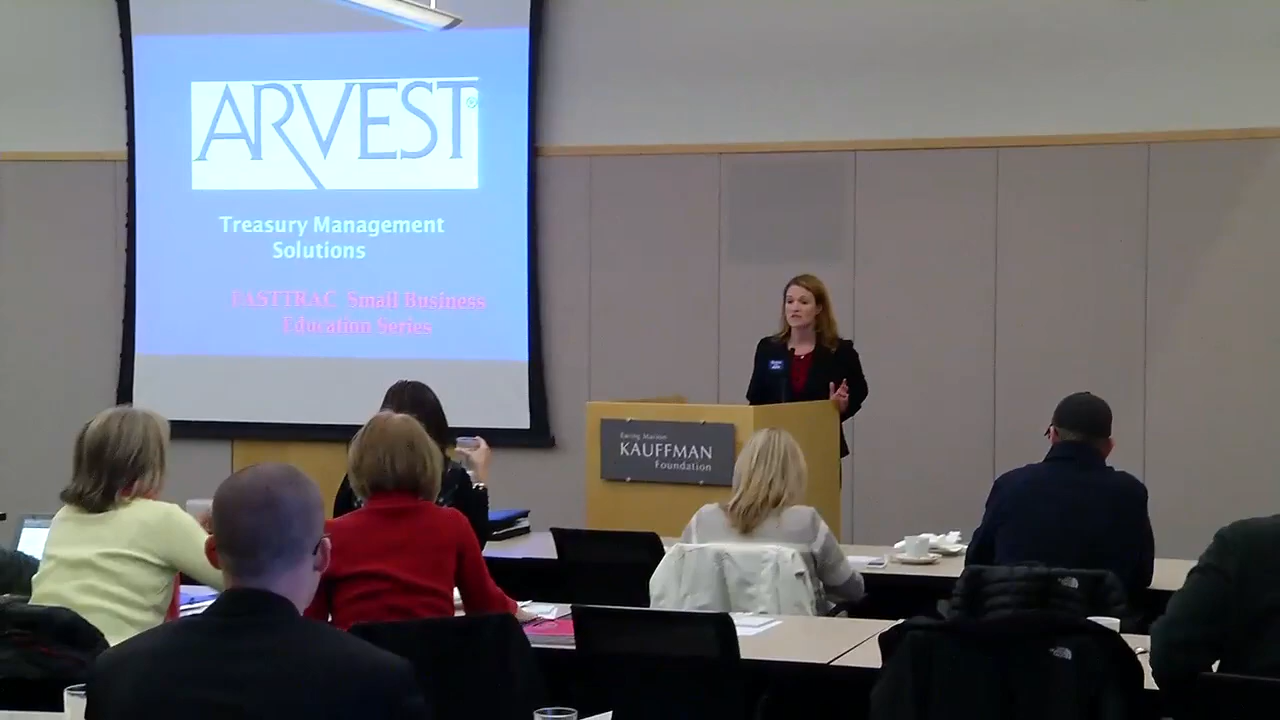 ARVEST®
Treasury Management
Solutions
FASTTRAC Small Business
Education Series
Ewing Marion
KAUFFMAN
Foundation